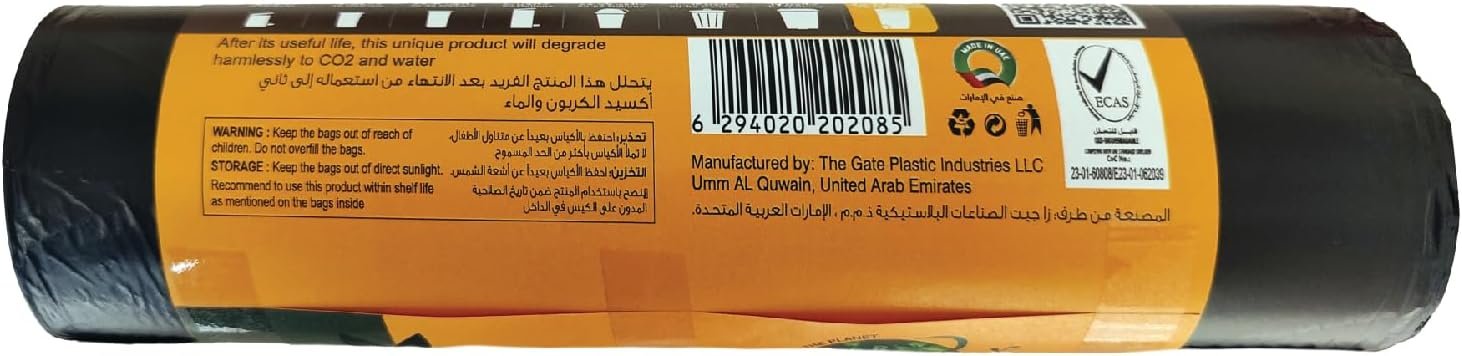 After its useful life, this unique product will degrade
harmlessly to CO2 and water
يتحلل هذا المنتج الفريد بعد الانتهاء من استعماله إلى ثاني
أكسيد الكربون والماء
WARNING : Keep the bags out of reach of
children. Do not overfill the bags.
STORAGE : Keep the bags out of direct sunlight.
Recommend to use this product within shelf life
as mentioned on the bags inside
تحذير: احتفظ بالأكياس بعيداً عن متناول الأطفال.
لا تملأ الأكياس بأكثر من الحد المسموح
التخزين: احفظ الأكياس بعيداً عن أشعة الشمس.
ينصح باستخدام المنتج ضمن تاريخ الصلاحية
المدون على الكيس في الداخل
6 294020 202085
MADE IN UAE
صنع في الإمارات
ECAS
قابل للتحلل
OXO-BIODEGRADABLE
23-01-60808/E23-01-062039
Manufactured by: The Gate Plastic Industries LLC
Umm AL Quwain, United Arab Emirates
المصنعة من طرف: زا جيت الصناعات البلاستيكية ذ.م.م ، الإمارات العربية المتحدة.
THE PLANET